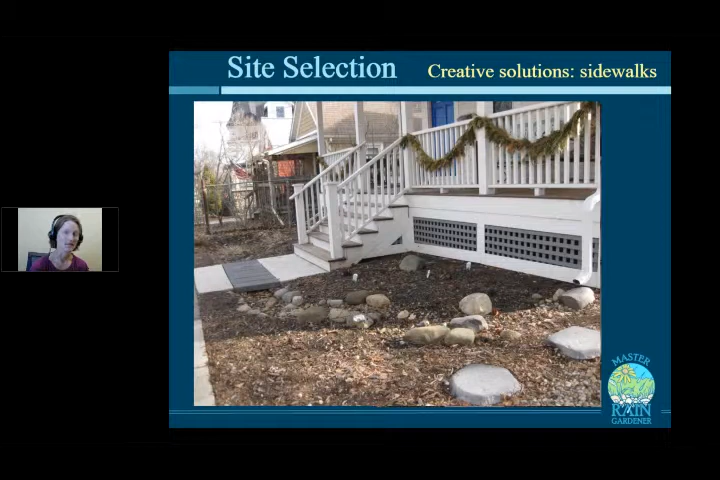 Site Selection
Creative solutions: sidewalks
MASTER
RAIN
GARDENER